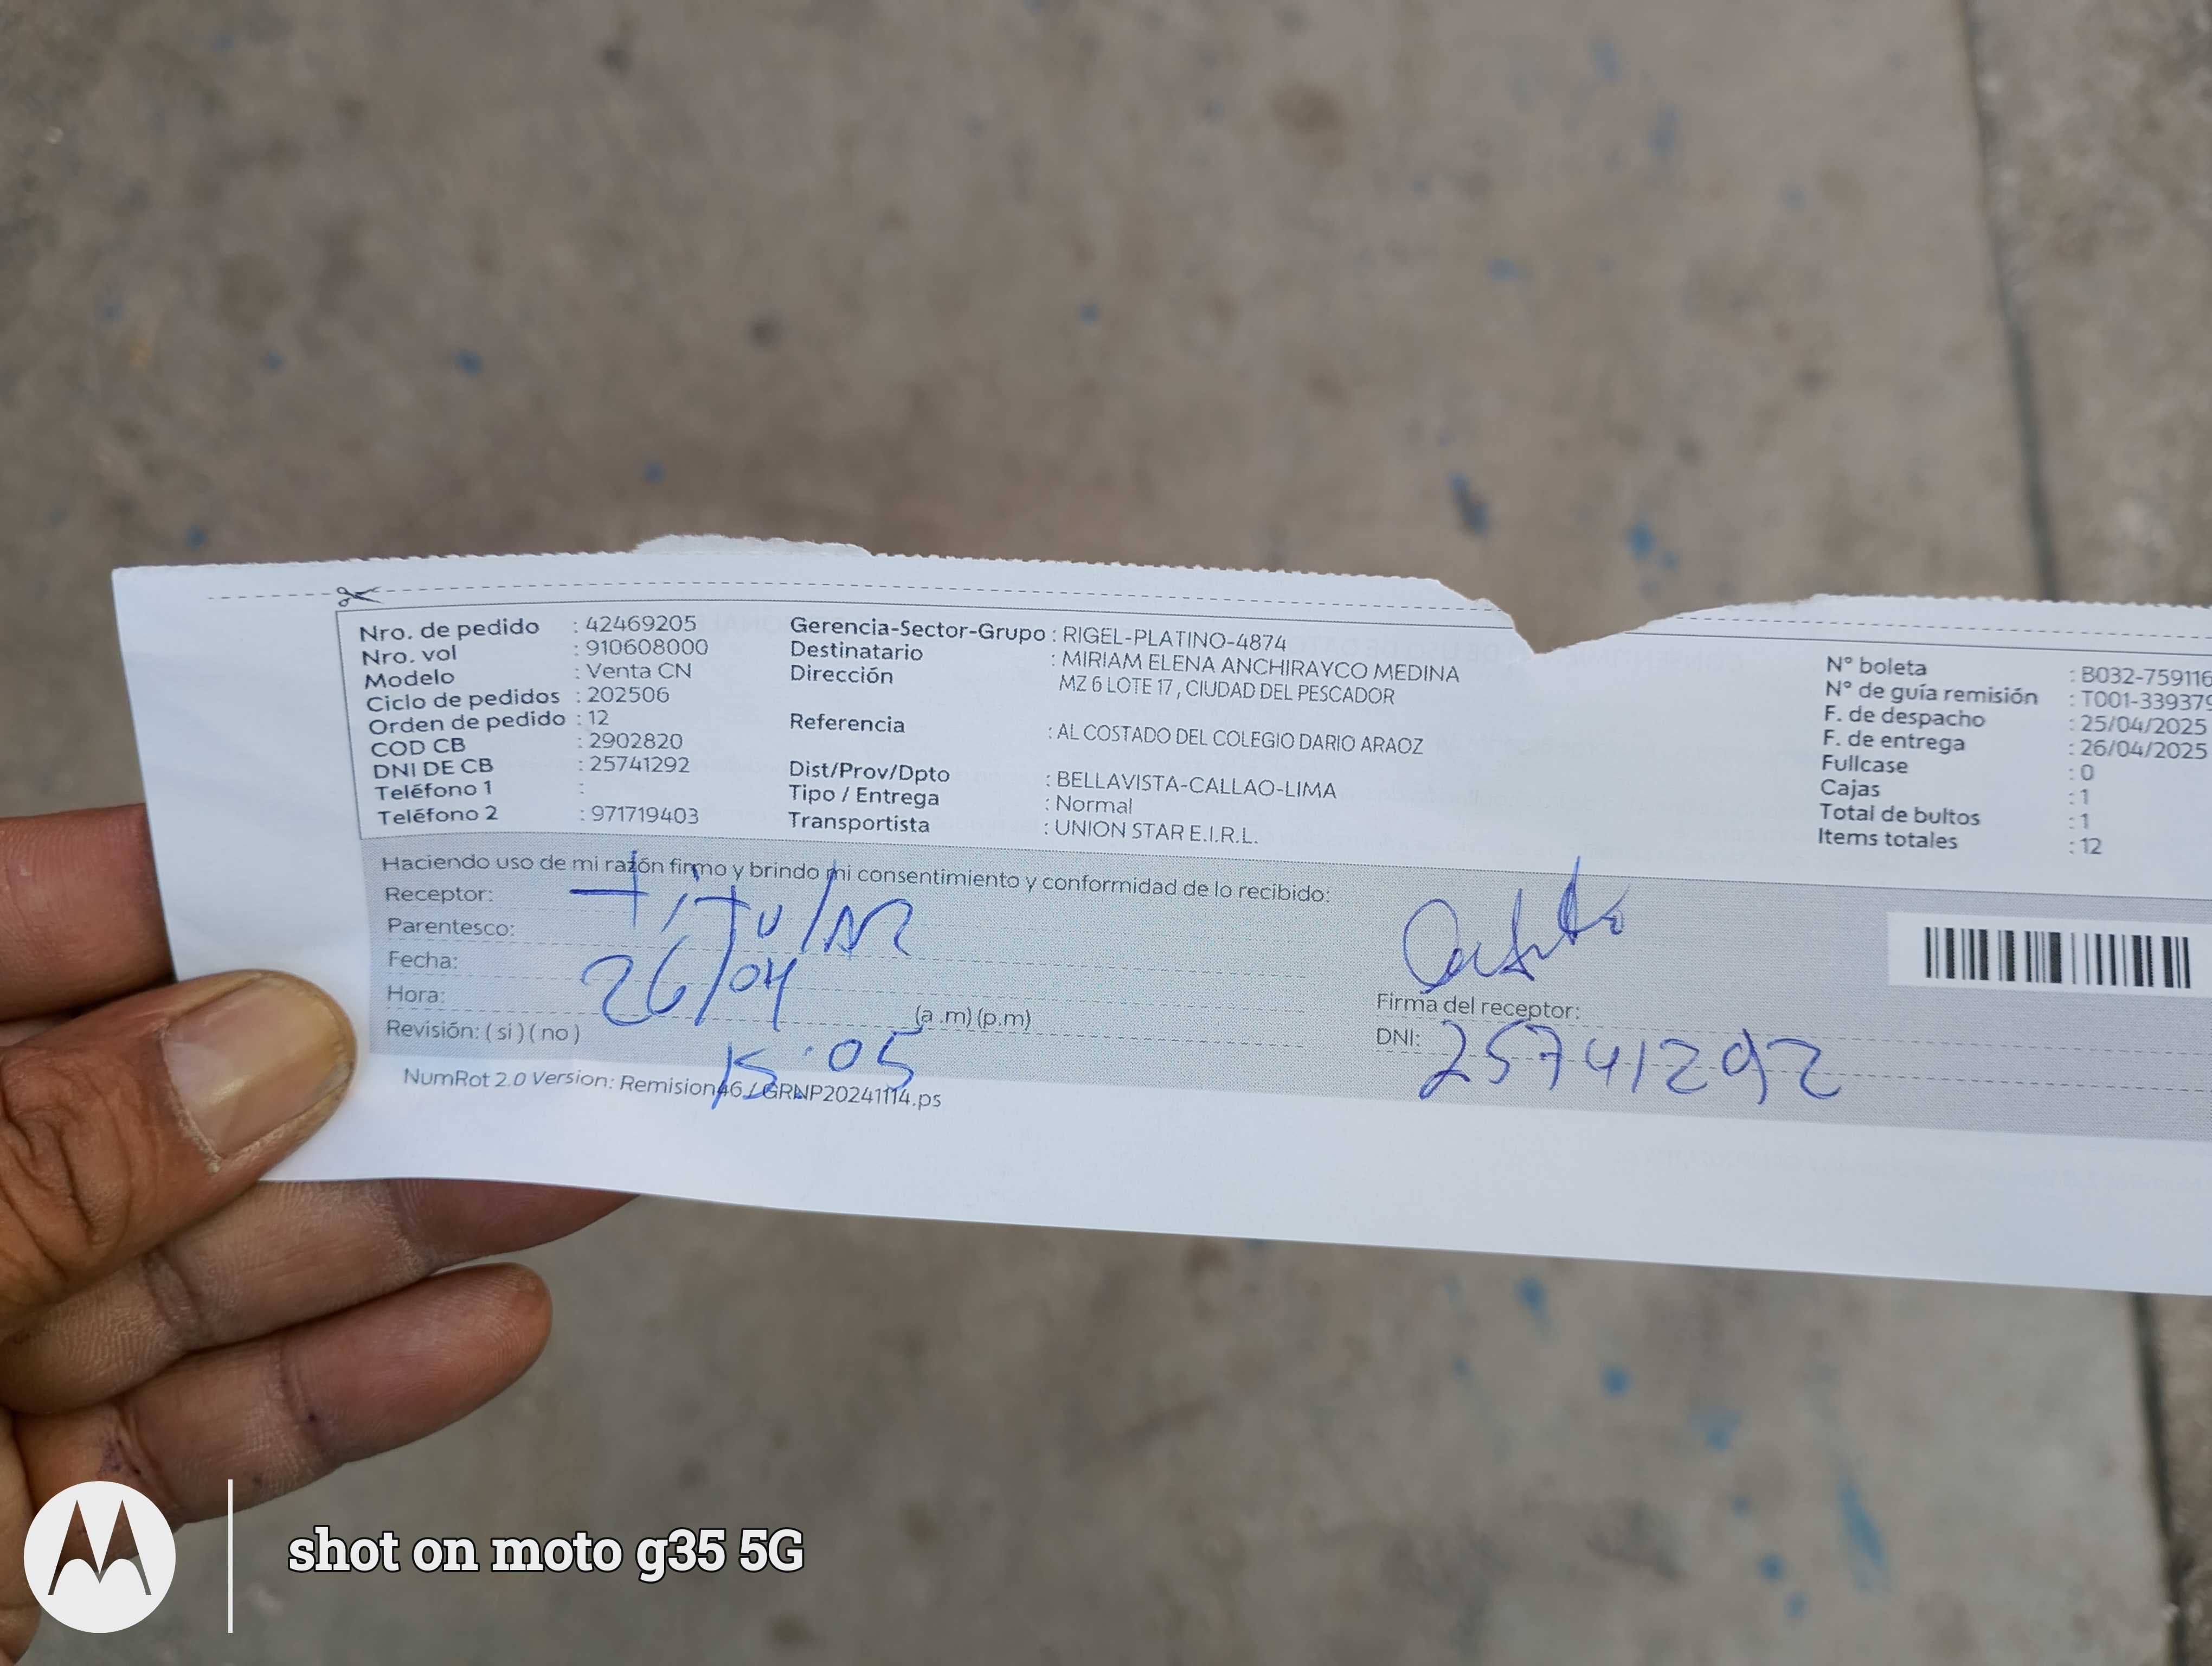 Nro. de pedido : 42469205
Nro. vol : 910608000
Modelo : Venta CN
Ciclo de pedidos : 202506
Orden de pedido : 12
COD CB : 2902820
DNI DE CB : 25741292
Teléfono 1 :
Teléfono 2 : 971719403
Gerencia-Sector-Grupo : RIGEL-PLATINO-4874
Destinatario : MIRIAM ELENA ANCHIRAYCO MEDINA
Dirección MZ 6 LOTE 17 , CIUDAD DEL PESCADOR
Referencia : AL COSTADO DEL COLEGIO DARIO ARAOZ
Dist/Prov/Dpto : BELLAVISTA-CALLAO-LIMA
Tipo / Entrega : Normal
Transportista : UNION STAR E.I.R.L.
N° boleta : B032-759116
N° de guía remisión : T001-339379
F. de despacho : 25/04/2025
F. de entrega : 26/04/2025
Fullcase : 0
Cajas : 1
Total de bultos : 1
Items totales : 12
Haciendo uso de mi razón firmo y brindo mi consentimiento y conformidad de lo recibido:
Receptor: Titular
Parentesco:
Fecha: 26/04
Hora: (a .m) (p.m)
Revisión: ( si ) ( no ) 15:05
Firma del receptor:
DNI: 25741292
NumRot 2.0 Version: Remision46 / GRNP20241114.ps
shot on moto g35 5G